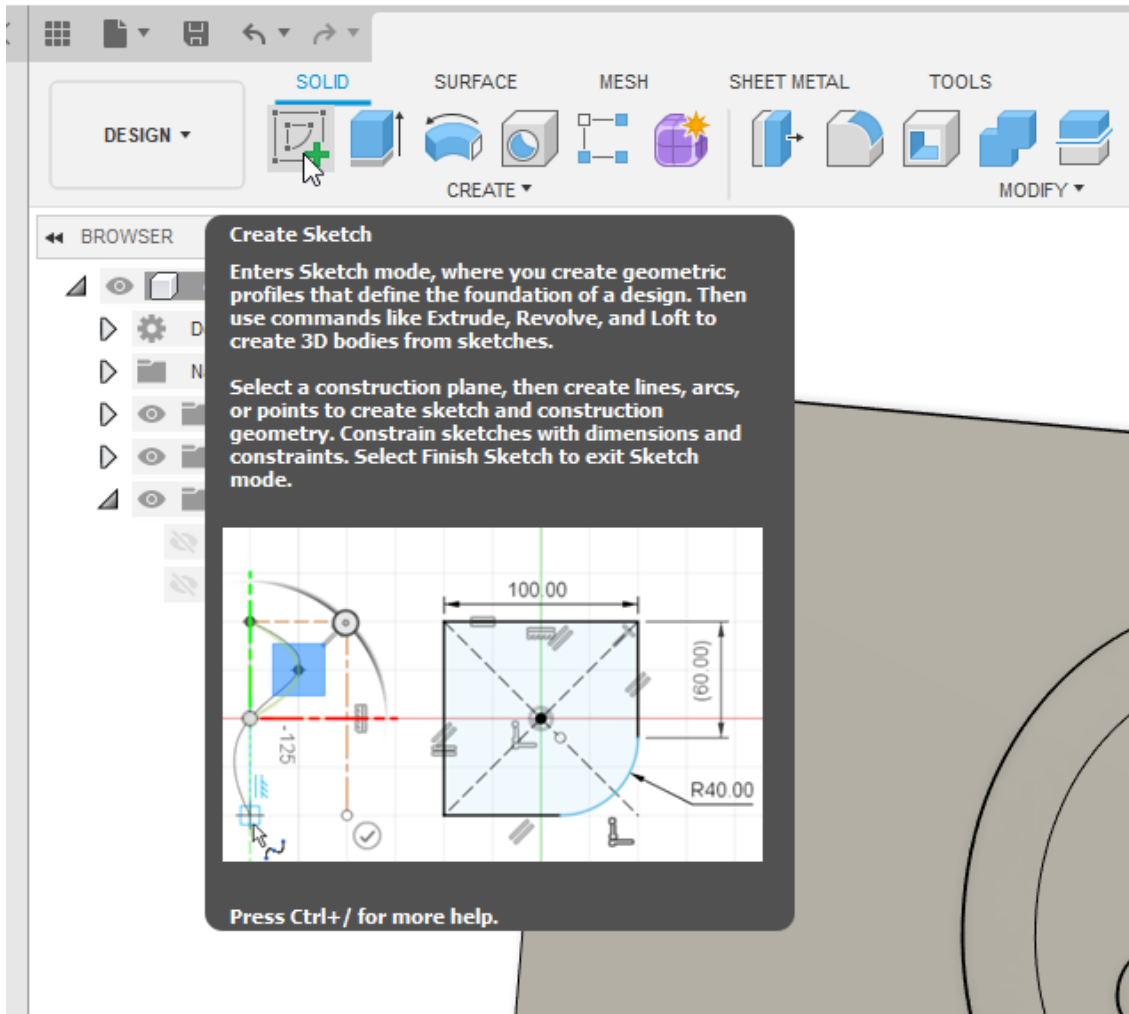 SOLID
SURFACE
MESH
SHEET METAL
TOOLS
DESIGN
CREATE
MODIFY
BROWSER
Create Sketch
Enters Sketch mode, where you create geometric
profiles that define the foundation of a design. Then
use commands like Extrude, Revolve, and Loft to
create 3D bodies from sketches.
Select a construction plane, then create lines, arcs,
or points to create sketch and construction
geometry. Constrain sketches with dimensions and
constraints. Select Finish Sketch to exit Sketch
mode.
100.00
(60.00)
-125
R40.00
Press Ctrl+/ for more help.